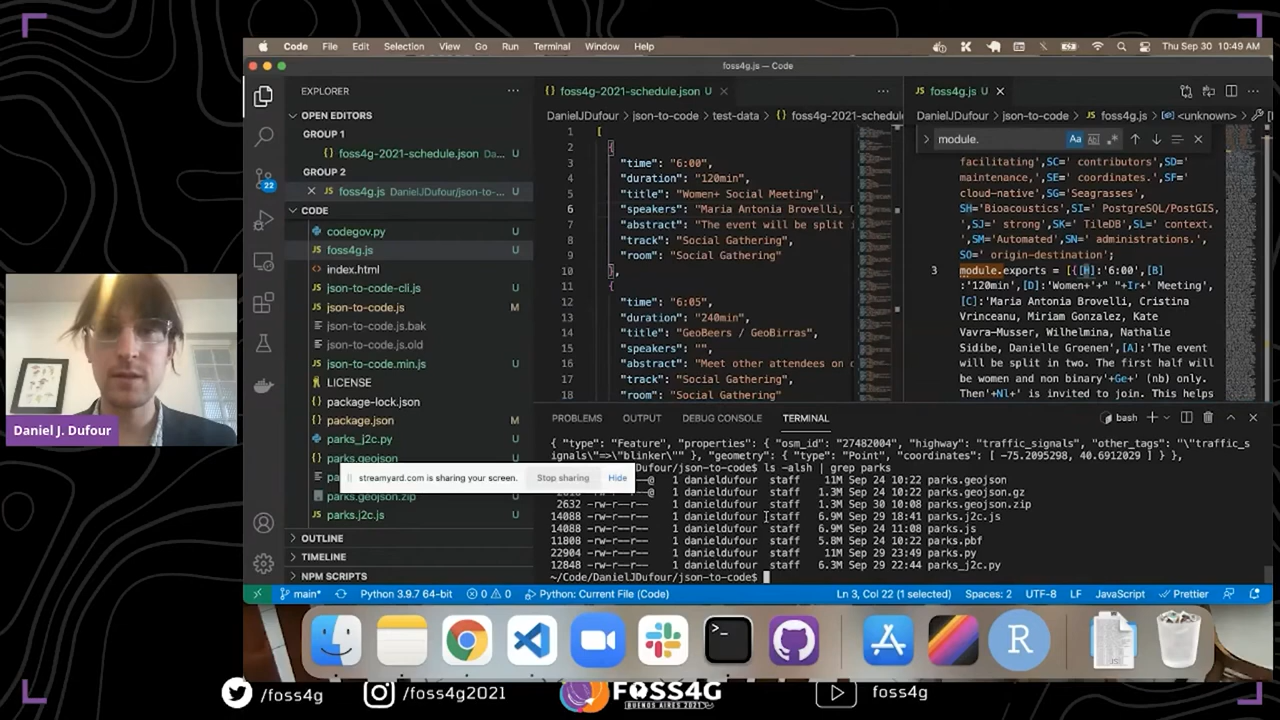 Code File Edit Selection View Go Run Terminal Window Help
Thu Sep 30 10:49 AM
foss4g.js — Code
EXPLORER
OPEN EDITORS
GROUP 1
foss4g-2021-schedule.json Da... U
GROUP 2
foss4g.js DanielJDufour/json-to-... U
CODE
codegov.py U
foss4g.js U
index.html
json-to-code-cli.js U
json-to-code.js M
json-to-code.js.bak
json-to-code.js.old
json-to-code.min.js U
LICENSE
package-lock.json
package.json M
parks_j2c.py U
parks.geojson U
pa
parks.geojson.zip U
parks.j2c.js U
OUTLINE
TIMELINE
NPM SCRIPTS
22
foss4g-2021-schedule.json U
DanielJDufour > json-to-code > test-data > {} foss4g-2021-schedule
1 [
2 {
3 "time": "6:00",
4 "duration": "120min",
5 "title": "Women+ Social Meeting",
6 "speakers": "Maria Antonia Brovelli, C
7 "abstract": "The event will be split i
8 "track": "Social Gathering",
9 "room": "Social Gathering"
10 },
11 {
12 "time": "6:05",
13 "duration": "240min",
14 "title": "GeoBeers / GeoBirras",
15 "speakers": "",
16 "abstract": "Meet other attendees on o
17 "track": "Social Gathering",
18 "room": "Social Gathering"
foss4g.js U
DanielJDufour > json-to-code > JS foss4g.js > <unknown>
module.
facilitating',SC=' contributors',SD='
maintenance,',SE=' coordinates.',SF='
cloud—native',SG='Seagrasses',
SH='Bioacoustics',SI=' PostgreSQL/PostGIS,
',SJ=' strong',SK=' TileDB',SL=' context.
',SM='Automated',SN=' administrations.',
SO=' origin-destination';
3 module.exports = [{[H]:'6:00',[B]
:'120min',[D]:'Women+'+" "+Ir+' Meeting',
[C]:'Maria Antonia Brovelli, Cristina
Vrinceanu, Miriam Gonzalez, Kate
Vavra-Musser, Wilhelmina, Nathalie
Sidibe, Danielle Groenen',[A]:'The event
will be split in two. The first half will
be women and non binary'+Ge+' (nb) only.
Then'+Nl+' is invited to join. This helps
PROBLEMS OUTPUT DEBUG CONSOLE TERMINAL
bash
{ "type": "Feature", "properties": { "osm_id": "27482004", "highway": "traffic_signals", "other_tags": "\"traffic_s
ignals\"=>\"blinker\"" }, "geometry": { "type": "Point", "coordinates": [ -75.2095298, 40.6912029 ] } },
Dufour/json-to-code$ ls -alsh | grep parks
@ 1 danieldufour staff 11M Sep 24 10:22 parks.geojson
@ 1 danieldufour staff 1.3M Sep 24 10:22 parks.geojson.gz
2632 -rw-r--r-- 1 danieldufour staff 1.3M Sep 30 10:08 parks.geojson.zip
14088 -rw-r--r-- 1 danieldufour staff 6.9M Sep 29 18:41 parks.j2c.js
14088 -rw-r--r-- 1 danieldufour staff 6.9M Sep 24 11:08 parks.js
11808 -rw-r--r-- 1 danieldufour staff 5.8M Sep 24 10:22 parks.pbf
22904 -rw-r--r-- 1 danieldufour staff 11M Sep 29 23:49 parks.py
12848 -rw-r--r-- 1 danieldufour staff 6.3M Sep 29 22:44 parks_j2c.py
~/Code/DanielJDufour/json-to-code$
streamyard.com is sharing your screen. Stop sharing Hide
Daniel J. Dufour
main* Python 3.9.7 64-bit 0 0 Python: Current File (Code)
Ln 3, Col 22 (1 selected) Spaces: 2 UTF-8 LF JavaScript Prettier
/foss4g
/foss4g2021
FOSS4G
BUENOS AIRES 2021
foss4g